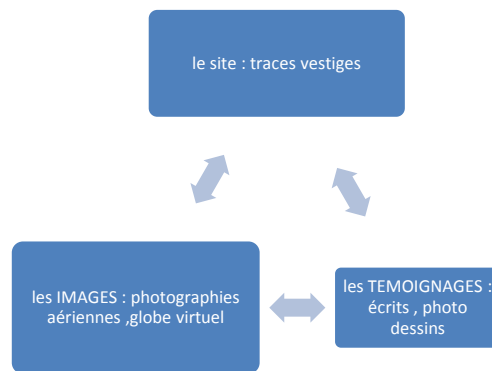 le site : traces vestiges
les IMAGES : photographies
aériennes ,globe virtuel
les TEMOIGNAGES :
écrits , photo
dessins